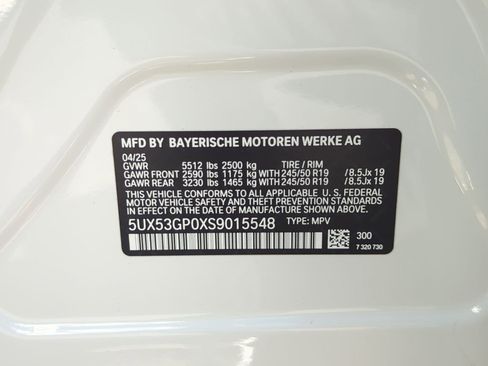 MFD BY BAYERISCHE MOTOREN WERKE AG
04/25
GVWR 5512 lbs 2500 kg TIRE / RIM
GAWR FRONT 2590 lbs 1175 kg WITH 245/50 R19 /8.5Jx 19
GAWR REAR 3230 lbs 1465 kg WITH 245/50 R19 /8.5Jx 19
THIS VEHICLE CONFORMS TO ALL APPLICABLE U.S. FEDERAL
MOTOR VEHICLE SAFETY STANDARDS IN EFFECT ON THE DATE
OF MANUFACTURE SHOWN ABOVE.
5UX53GP0XS9015548 TYPE: MPV
300
7 320 730